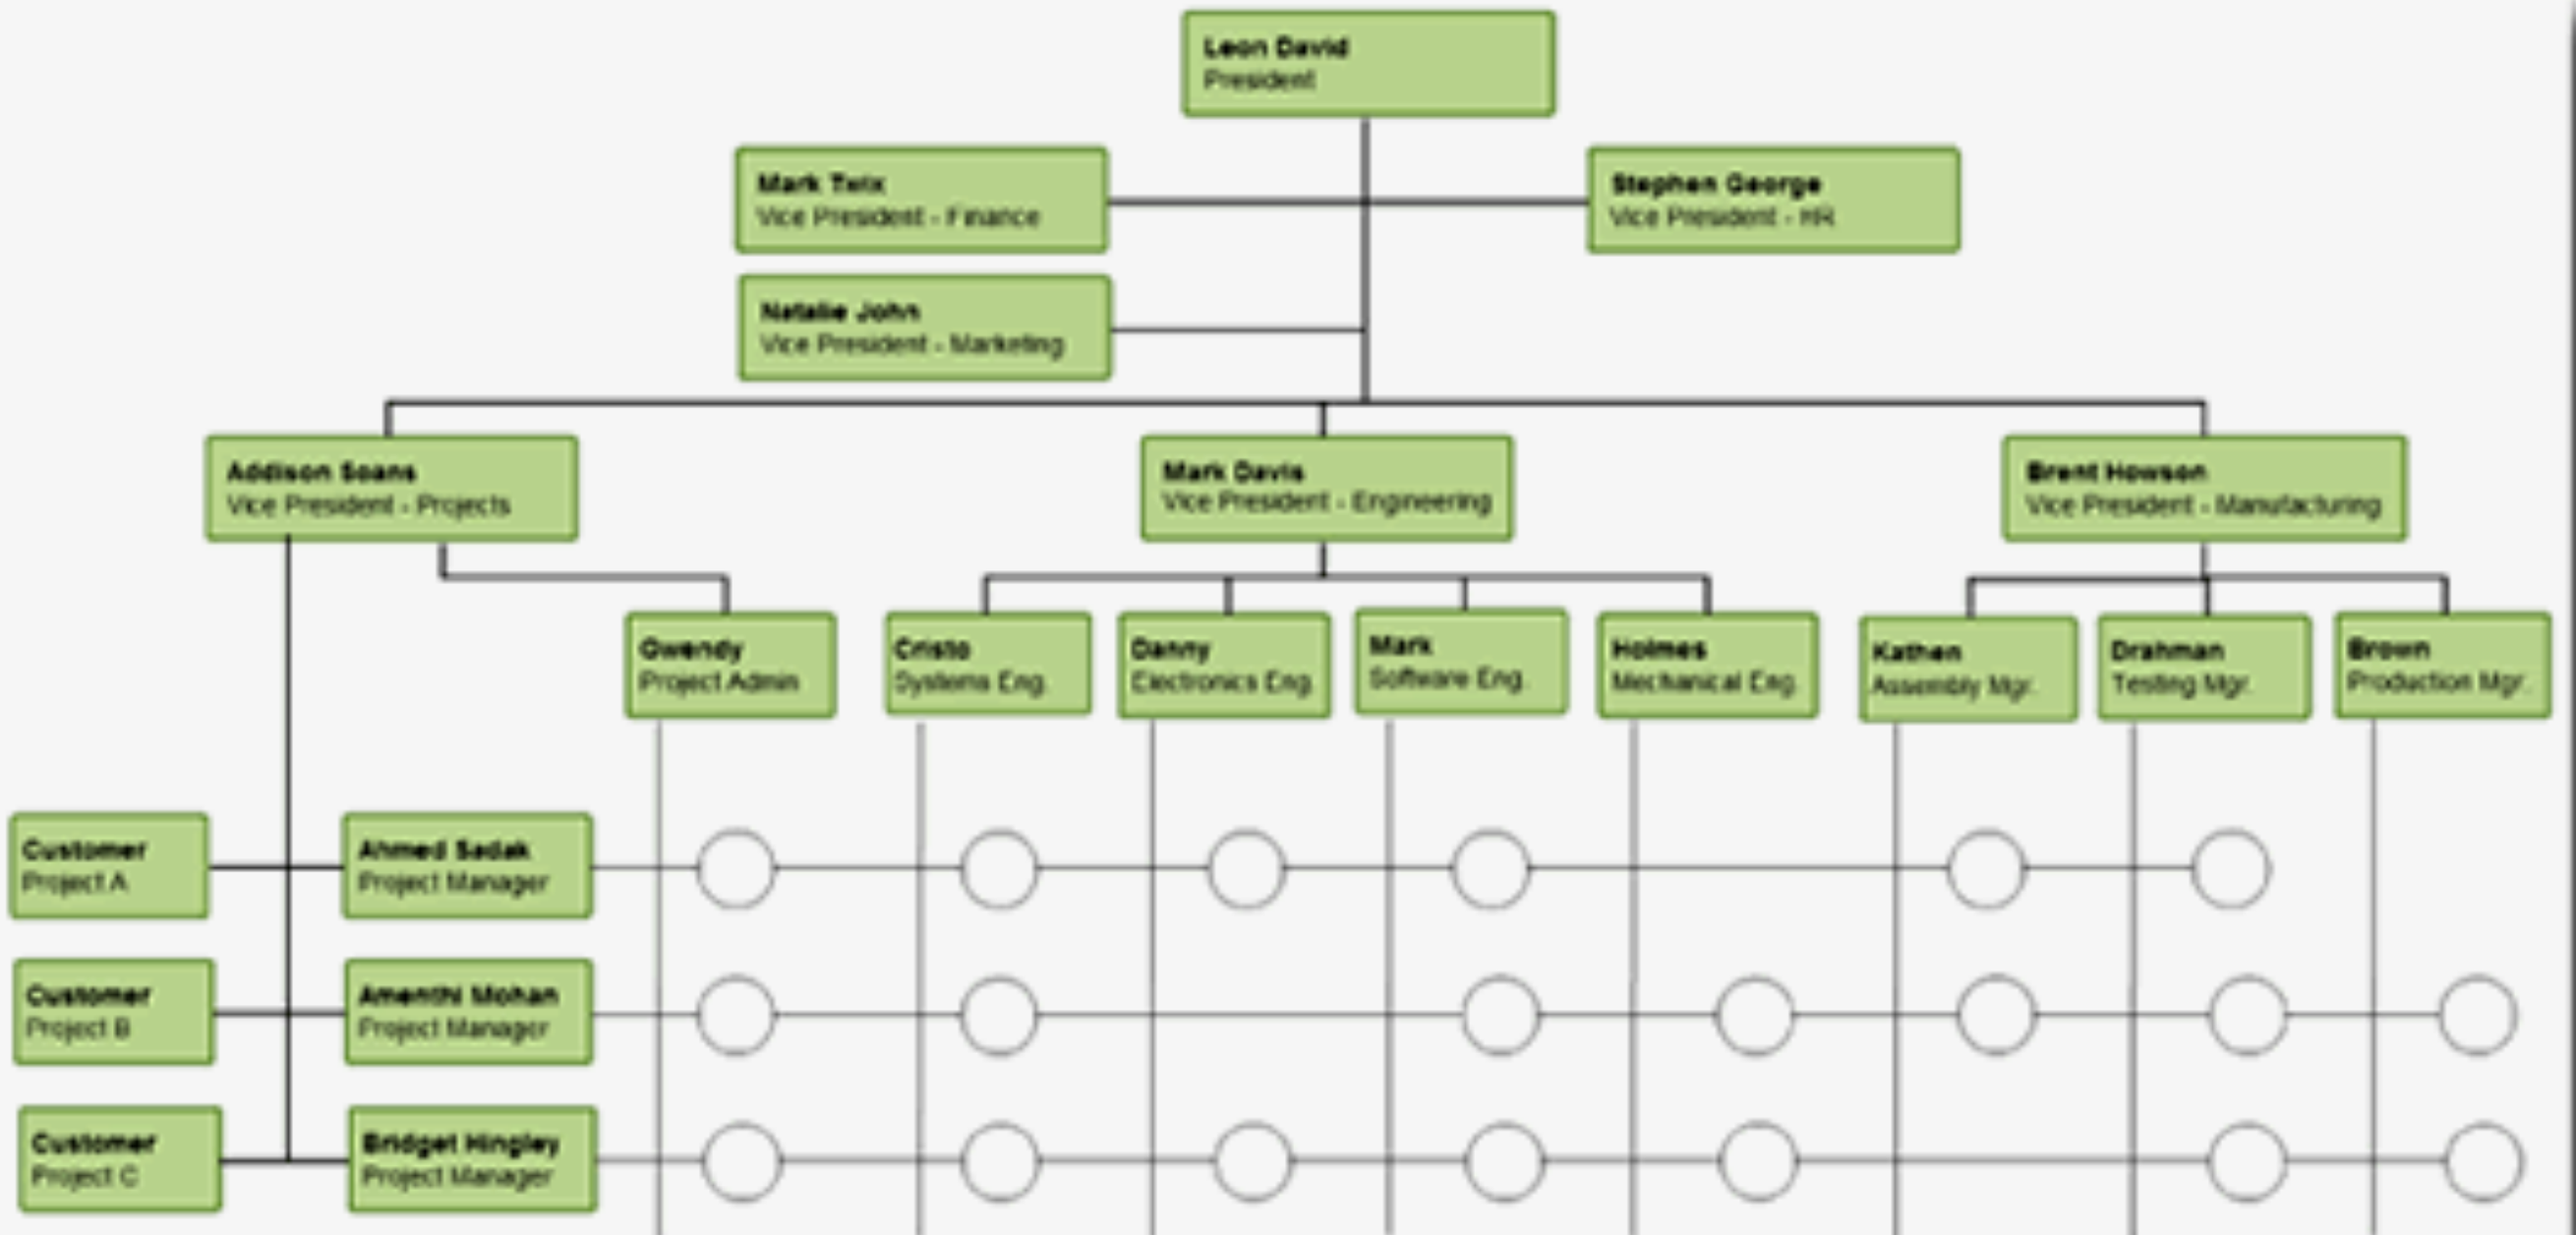 Leon David
President
Mark Twix
Vice President - Finance
Stephen George
Vice President - HR
Natalie John
Vice President - Marketing
Addison Soans
Vice President - Projects
Mark Davis
Vice President - Engineering
Brent Howson
Vice President - Manufacturing
Gwendy
Project Admin
Cristo
Systems Eng.
Danny
Electronics Eng.
Mark
Software Eng.
Holmes
Mechanical Eng.
Kathen
Assembly Mgr.
Drahman
Testing Mgr.
Brown
Production Mgr.
Customer
Project A
Ahmed Sadak
Project Manager
Customer
Project B
Amenthi Mohan
Project Manager
Customer
Project C
Bridget Hingley
Project Manager